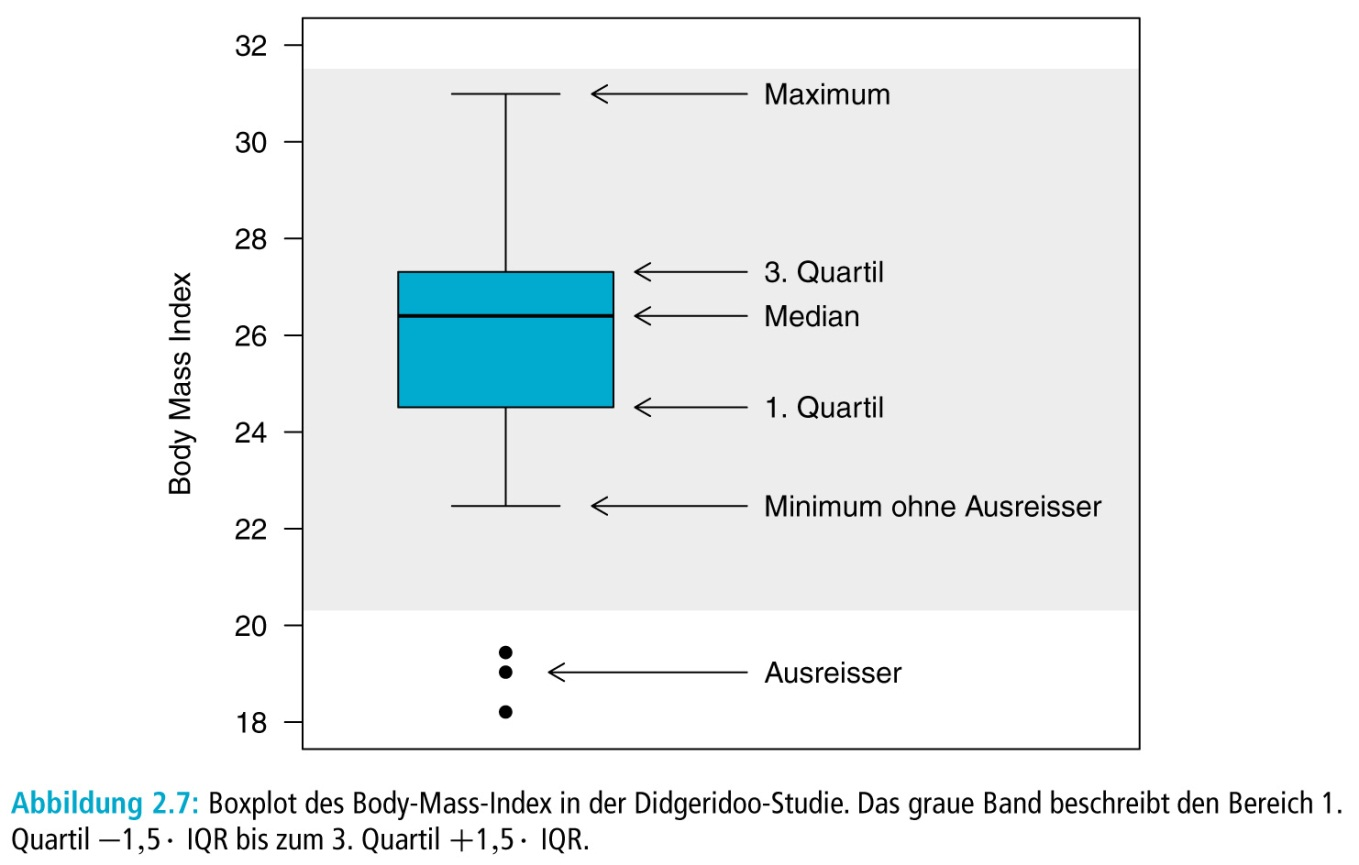 32
Maximum
30
28
3. Quartil
Median
26
1. Quartil
24
Minimum ohne Ausreisser
22
20
Ausreisser
18
Body Mass Index
Abbildung 2.7: Boxplot des Body-Mass-Index in der Didgeridoo-Studie. Das graue Band beschreibt den Bereich 1.
Quartil −1,5 · IQR bis zum 3. Quartil +1,5 · IQR.